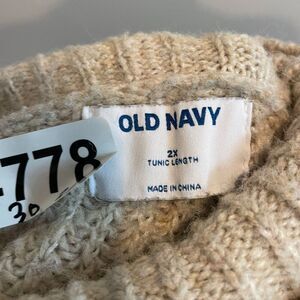 OLD NAVY
2X
TUNIC LENGTH
MADE IN CHINA
778
30